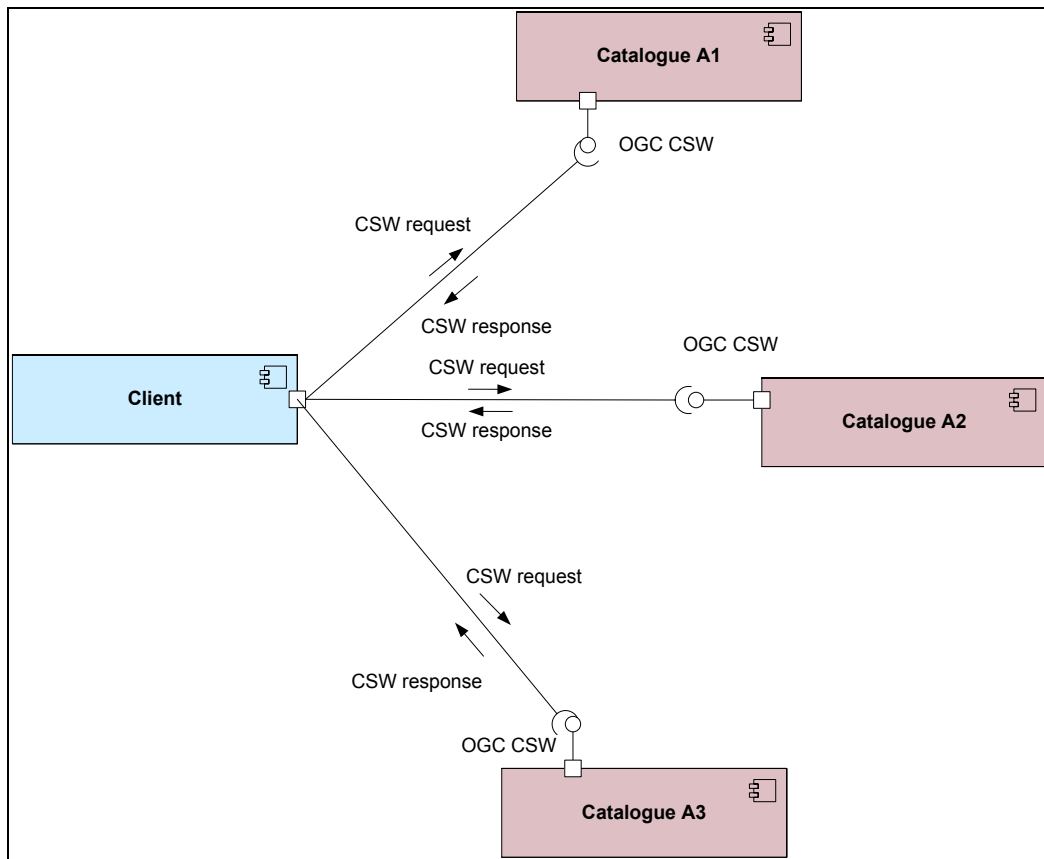 Catalogue A1
OGC CSW
CSW request
CSW response
OGC CSW
CSW request
Client
CSW response
Catalogue A2
CSW request
CSW response
OGC CSW
Catalogue A3